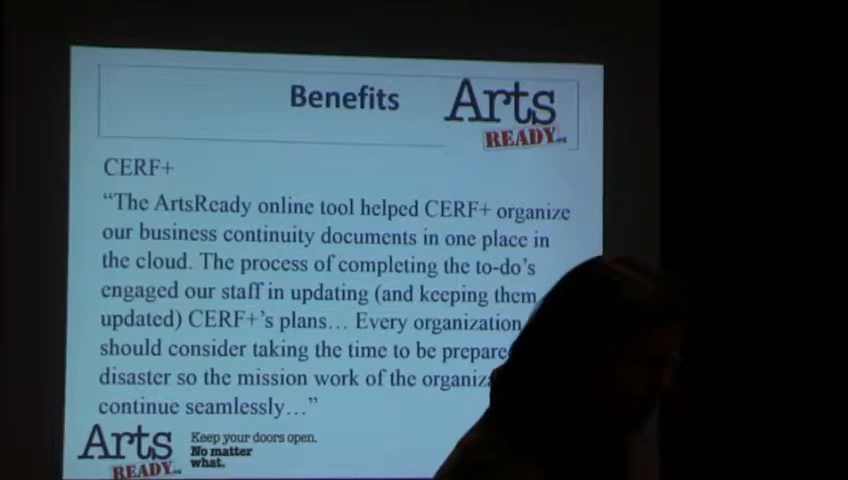 Benefits
Arts
READY
CERF+
“The ArtsReady online tool helped CERF+ organize
our business continuity documents in one place in
the cloud. The process of completing the to-do’s
engaged our staff in updating (and keeping them
updated) CERF+’s plans… Every organization
should consider taking the time to be prepare
disaster so the mission work of the organiz
continue seamlessly…”
Arts
READY
Keep your doors open.
No matter
what.